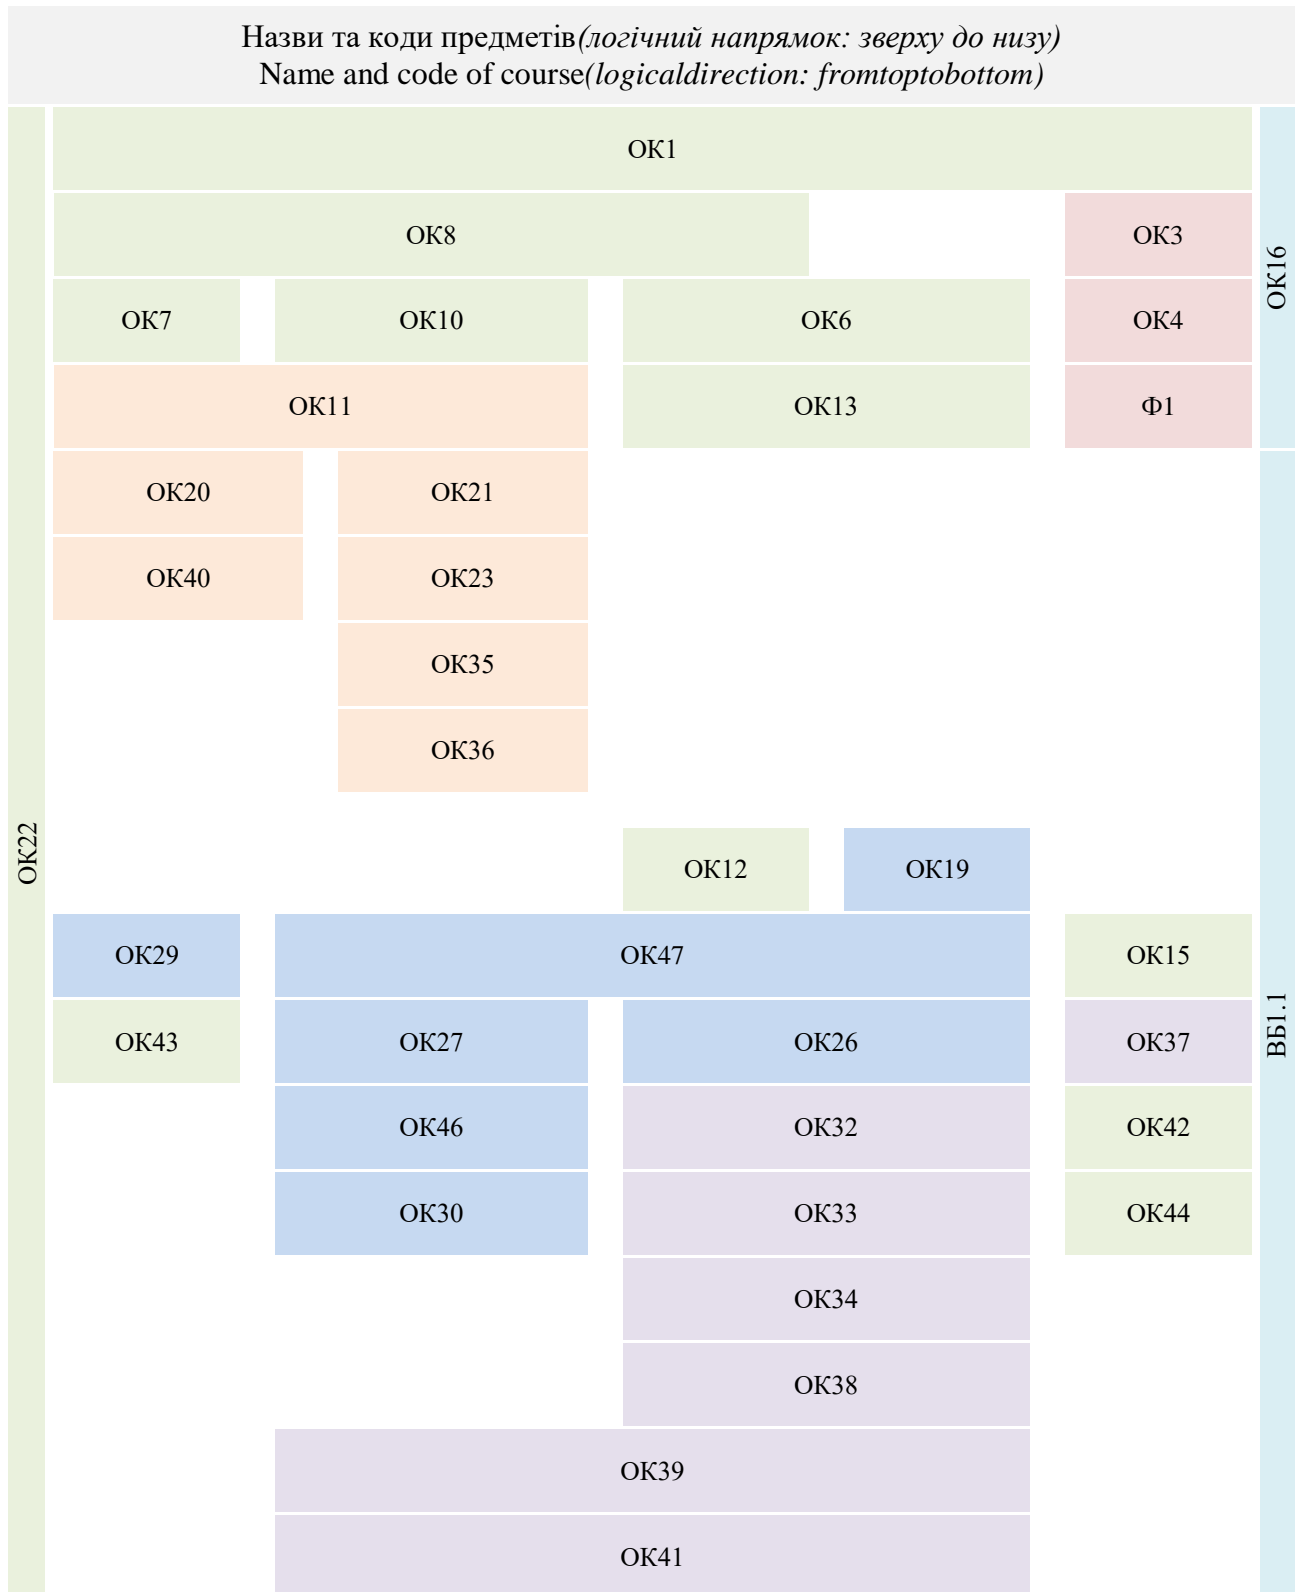 Назви та коди предметів(логічний напрямок: зверху до низу)
Name and code of course(logicaldirection: fromtoptobottom)
ОК1
ОК8
ОК3
ОК16
ОК7
ОК10
ОК6
ОК4
ОК11
ОК13
Ф1
ОК20
ОК21
ОК40
ОК23
ОК35
ОК36
ОК22
ОК12
ОК19
ОК29
ОК47
ОК15
ОК43
ОК27
ОК26
ОК37
ВБ1.1
ОК46
ОК32
ОК42
ОК30
ОК33
ОК44
ОК34
ОК38
ОК39
ОК41